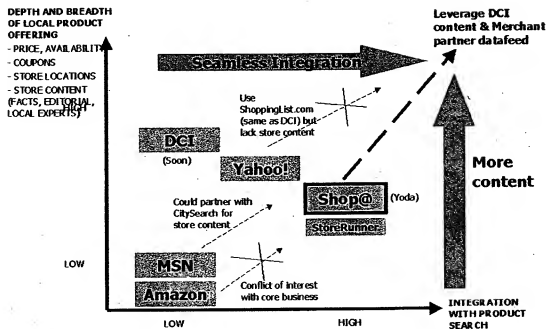 DEPTH AND BREADTH
OF LOCAL PRODUCT
OFFERING
- PRICE, AVAILABILITY
- COUPONS
- STORE LOCATIONS
- STORE CONTENT
(FACTS, EDITORIAL,
LOCAL EXPERTS)
HIGH
LOW
Leverage DCI
content & Merchant
partner datafeed
Seamless Integration
Use
ShoppingList.com
(same as DCI) but
lack store content
DCI
(Soon)
Yahoo!
More
content
Shop@
(Yoda)
StoreRunner
Could partner with
CitySearch for
store content
MSN
Amazon
Conflict of interest
with core business
LOW
HIGH
INTEGRATION
WITH PRODUCT
SEARCH